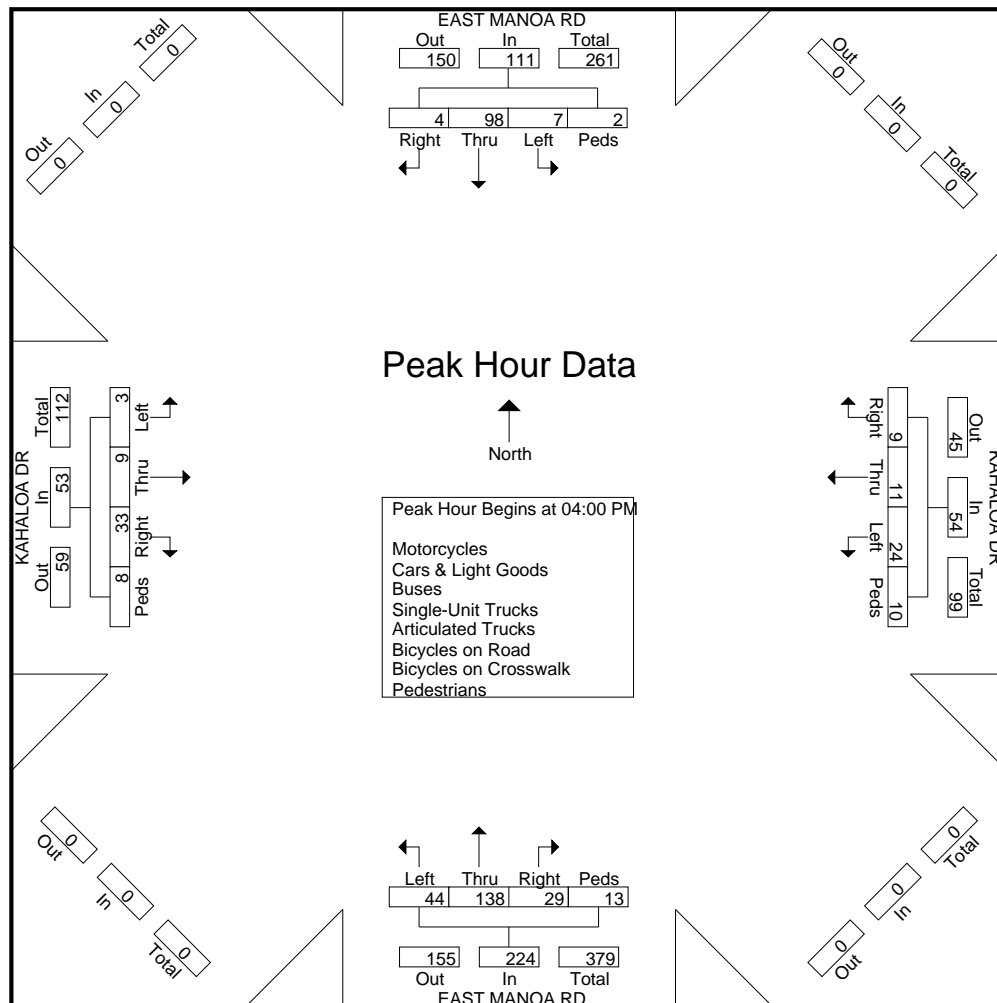 EAST MANOA RD
Out In Total
150 111 261
4 98 7 2
Right Thru Left Peds
Total 0
In 0
Out 0
Out 0
In 0
Total 0
Peak Hour Data
North
Peak Hour Begins at 04:00 PM
Motorcycles
Cars & Light Goods
Buses
Single-Unit Trucks
Articulated Trucks
Bicycles on Road
Bicycles on Crosswalk
Pedestrians
KAHALOA DR
Out In Total
59 53 112
Peds Right Thru Left
8 33 9 3
KAHALOA DR
Out In Total
45 54 99
9 11 24 10
Right Thru Left Peds
Out 0
In 0
Total 0
Total 0
In 0
Out 0
Left Thru Right Peds
44 138 29 13
155 224 379
Out In Total
EAST MANOA RD